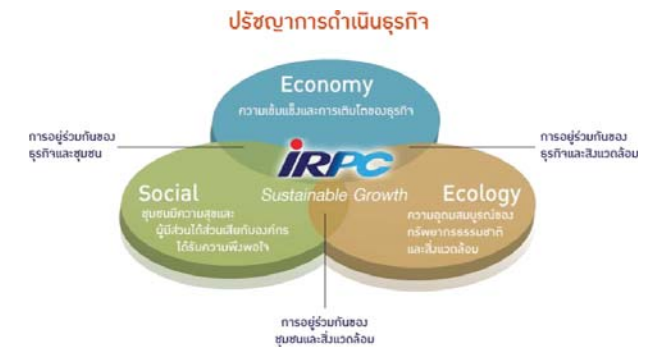 ปรัชญาการดำเนินธุรกิจ
Economy
ความเข้มแข็งและการเติบโตของธุรกิจ
การอยู่ร่วมกันของ
ธุรกิจและชุมชน
การอยู่ร่วมกันของ
ธุรกิจและสิ่งแวดล้อม
IRPC
Sustainable Growth
Social
ชุมชนมีความสุขและ
ผู้มีส่วนได้ส่วนเสียกับองค์กร
ได้รับความพึงพอใจ
Ecology
ความอุดมสมบูรณ์ของ
ทรัพยากรธรรมชาติ
และสิ่งแวดล้อม
การอยู่ร่วมกันของ
ชุมชนและสิ่งแวดล้อม